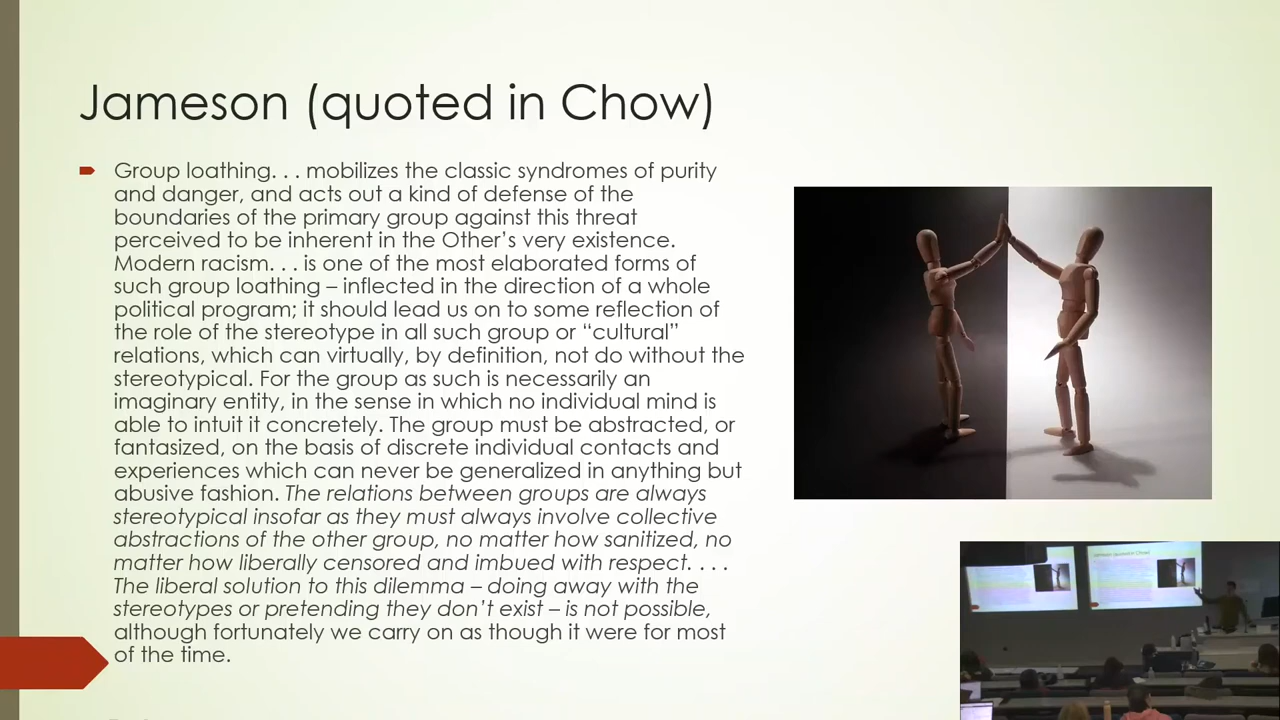 Jameson (quoted in Chow)
Group loathing. . . mobilizes the classic syndromes of purity
and danger, and acts out a kind of defense of the
boundaries of the primary group against this threat
perceived to be inherent in the Other’s very existence.
Modern racism. . . is one of the most elaborated forms of
such group loathing – inflected in the direction of a whole
political program; it should lead us on to some reflection of
the role of the stereotype in all such group or “cultural”
relations, which can virtually, by definition, not do without the
stereotypical. For the group as such is necessarily an
imaginary entity, in the sense in which no individual mind is
able to intuit it concretely. The group must be abstracted, or
fantasized, on the basis of discrete individual contacts and
experiences which can never be generalized in anything but
abusive fashion. The relations between groups are always
stereotypical insofar as they must always involve collective
abstractions of the other group, no matter how sanitized, no
matter how liberally censored and imbued with respect. . . .
The liberal solution to this dilemma – doing away with the
stereotypes or pretending they don’t exist – is not possible,
although fortunately we carry on as though it were for most
of the time.
Jameson (quoted in Chow)